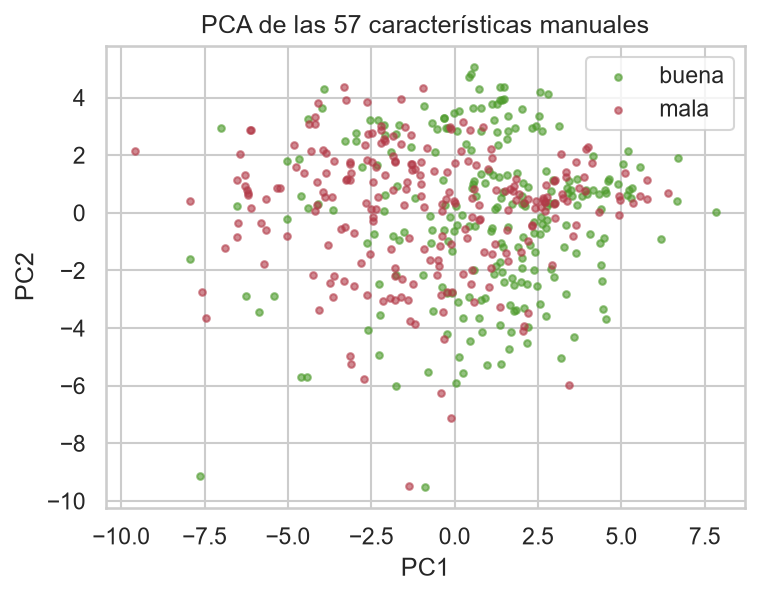 PCA de las 57 características manuales
buena
mala
4
2
0
−2
−4
−6
−8
−10
PC2
−10.0 −7.5 −5.0 −2.5 0.0 2.5 5.0 7.5
PC1